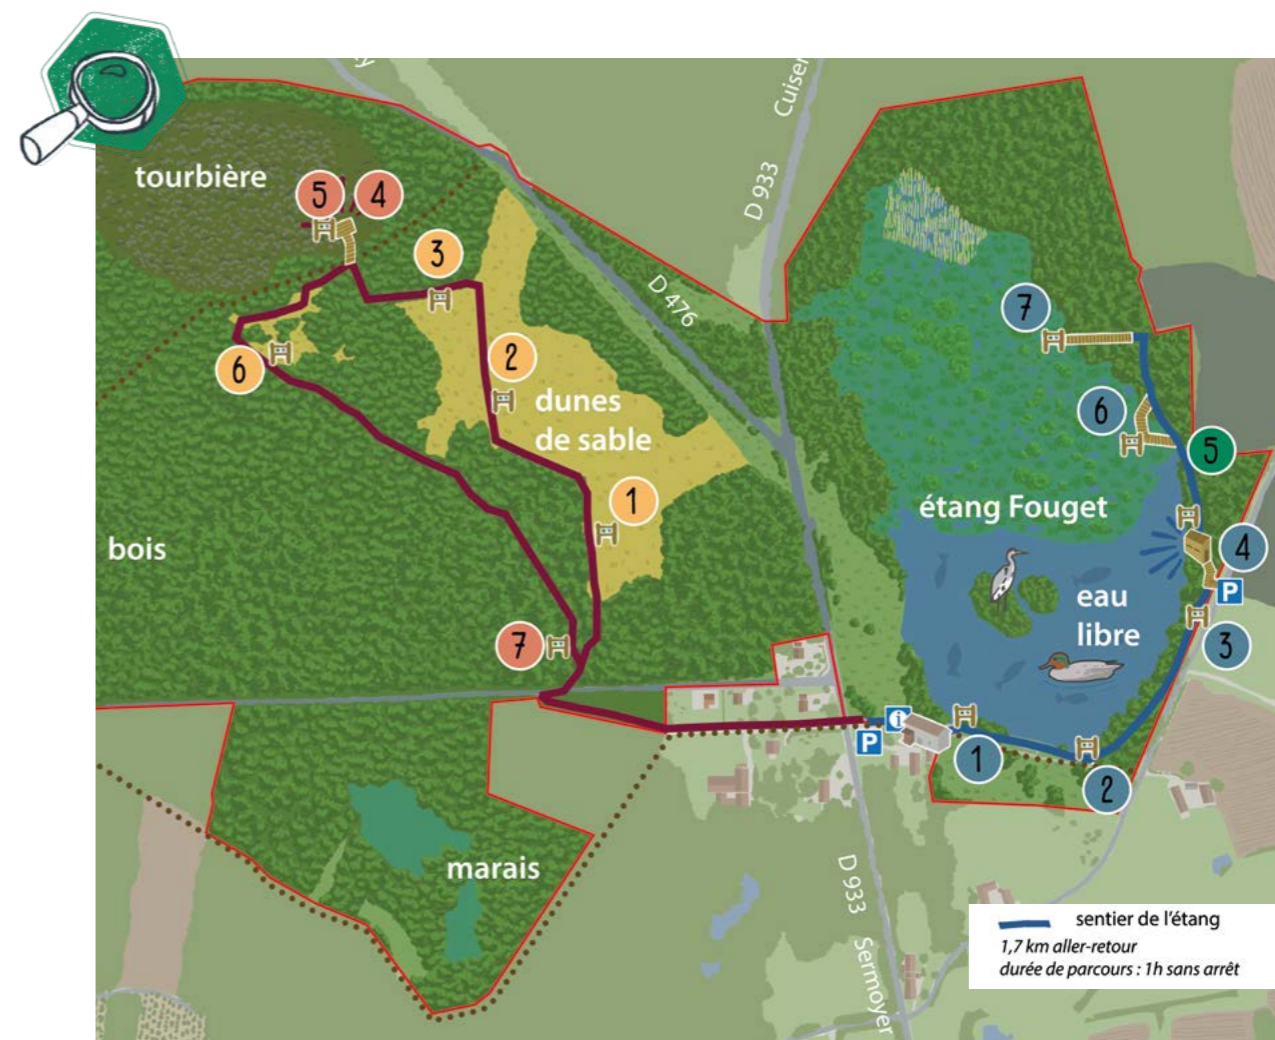 Cuiser
D 933
tourbière
5
4
3
D 476
7
2
6
6
dunes
de sable
5
1
étang Fouget
bois
4
P
eau
libre
3
7
i
P
1
2
marais
D 933
Sermoyer
sentier de l'étang
1,7 km aller-retour
durée de parcours : 1h sans arrêt